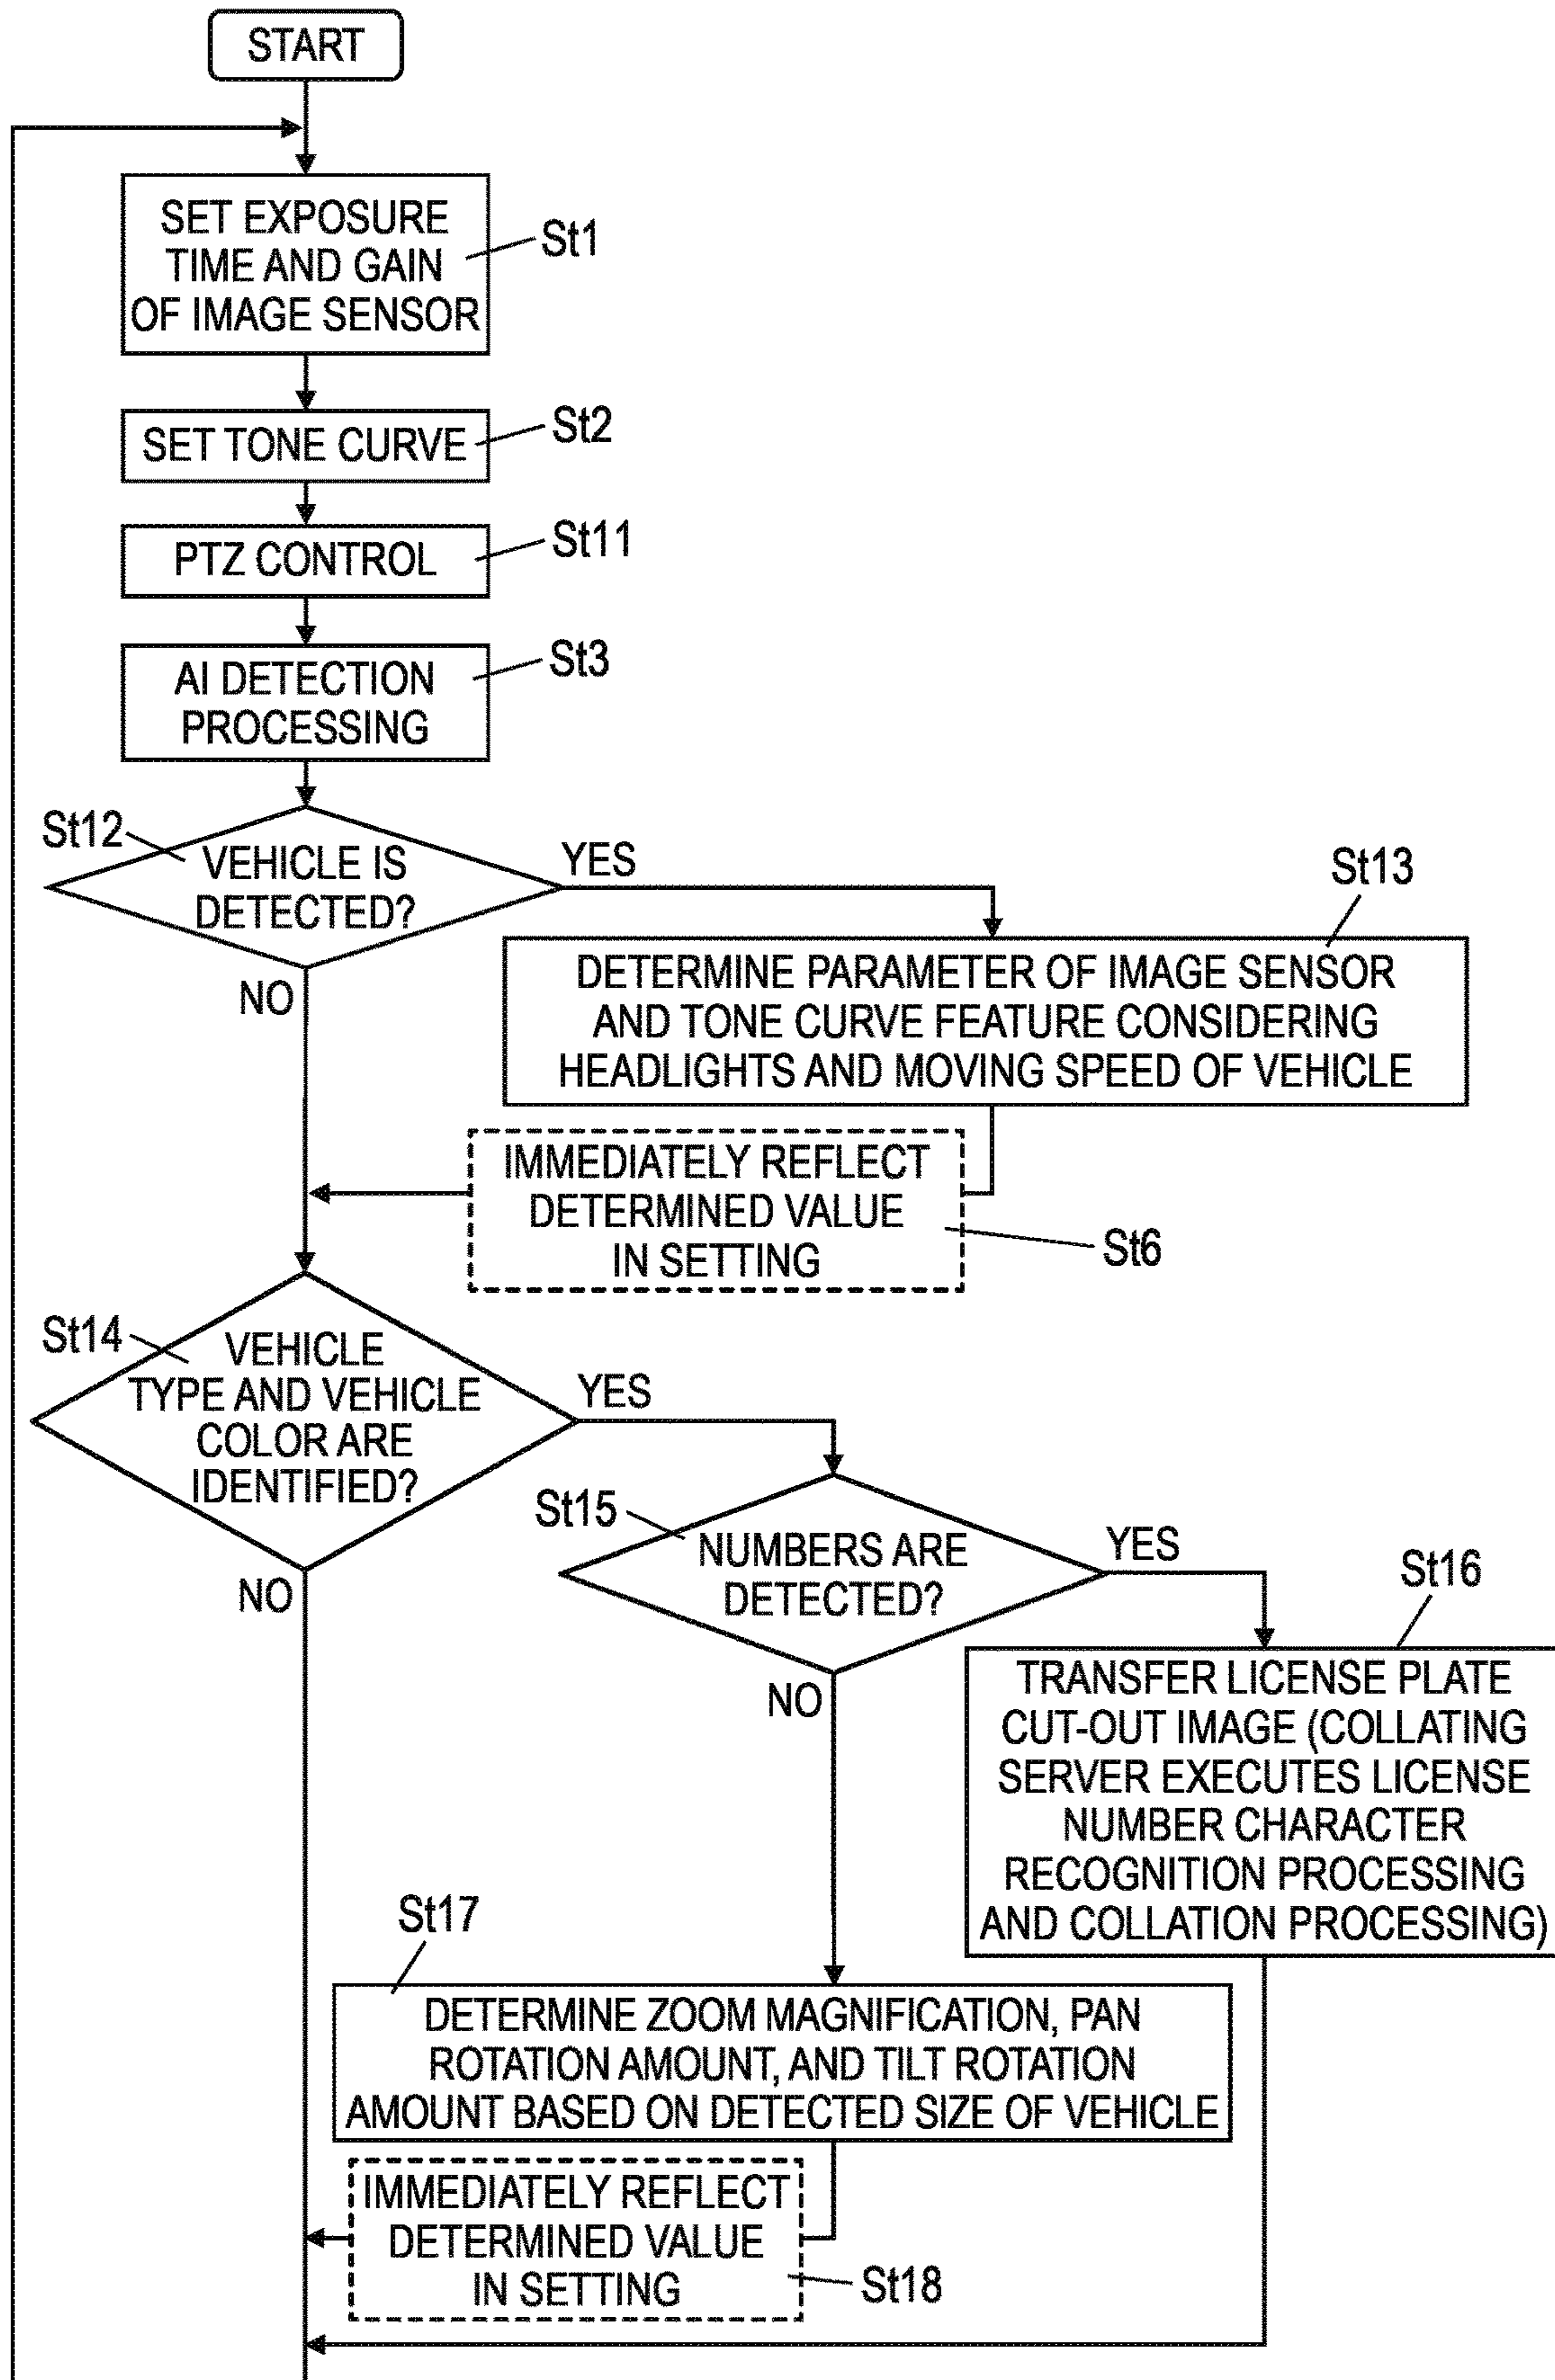 START
SET EXPOSURE
TIME AND GAIN
OF IMAGE SENSOR
St1
SET TONE CURVE
St2
PTZ CONTROL
St11
AI DETECTION
PROCESSING
St3
St12
VEHICLE IS
DETECTED?
YES
NO
St13
DETERMINE PARAMETER OF IMAGE SENSOR
AND TONE CURVE FEATURE CONSIDERING
HEADLIGHTS AND MOVING SPEED OF VEHICLE
IMMEDIATELY REFLECT
DETERMINED VALUE
IN SETTING
St6
St14
VEHICLE
TYPE AND VEHICLE
COLOR ARE
IDENTIFIED?
YES
NO
St15
NUMBERS ARE
DETECTED?
YES
NO
St16
TRANSFER LICENSE PLATE
CUT-OUT IMAGE (COLLATING
SERVER EXECUTES LICENSE
NUMBER CHARACTER
RECOGNITION PROCESSING
AND COLLATION PROCESSING)
St17
DETERMINE ZOOM MAGNIFICATION, PAN
ROTATION AMOUNT, AND TILT ROTATION
AMOUNT BASED ON DETECTED SIZE OF VEHICLE
IMMEDIATELY REFLECT
DETERMINED VALUE
IN SETTING
St18